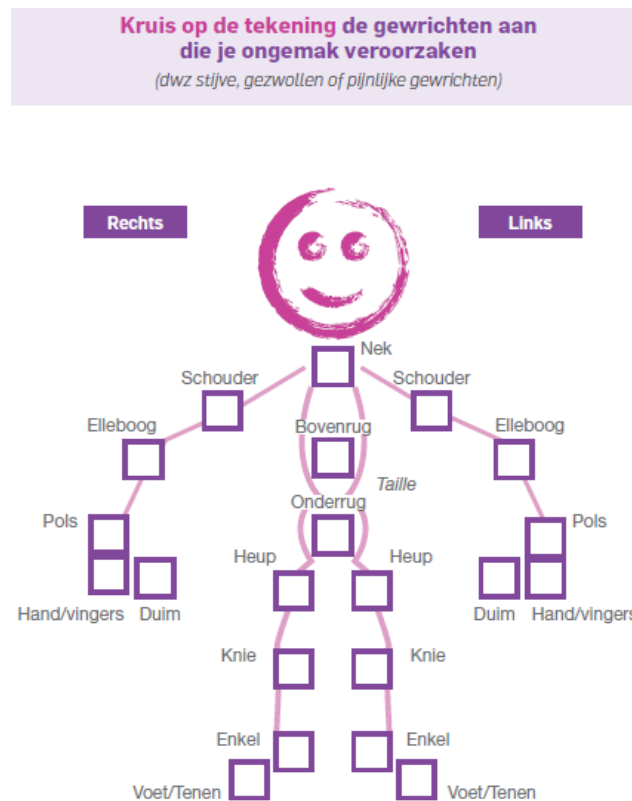 Kruis op de tekening de gewrichten aan
die je ongemak veroorzaken
(dwz stijve, gezwollen of pijnlijke gewrichten)
Rechts
Links
Nek
Schouder
Schouder
Elleboog
Bovenrug
Elleboog
Taille
Onderrug
Pols
Pols
Heup
Heup
Hand/vingers
Duim
Duim
Hand/vingers
Knie
Knie
Enkel
Enkel
Voet/Tenen
Voet/Tenen